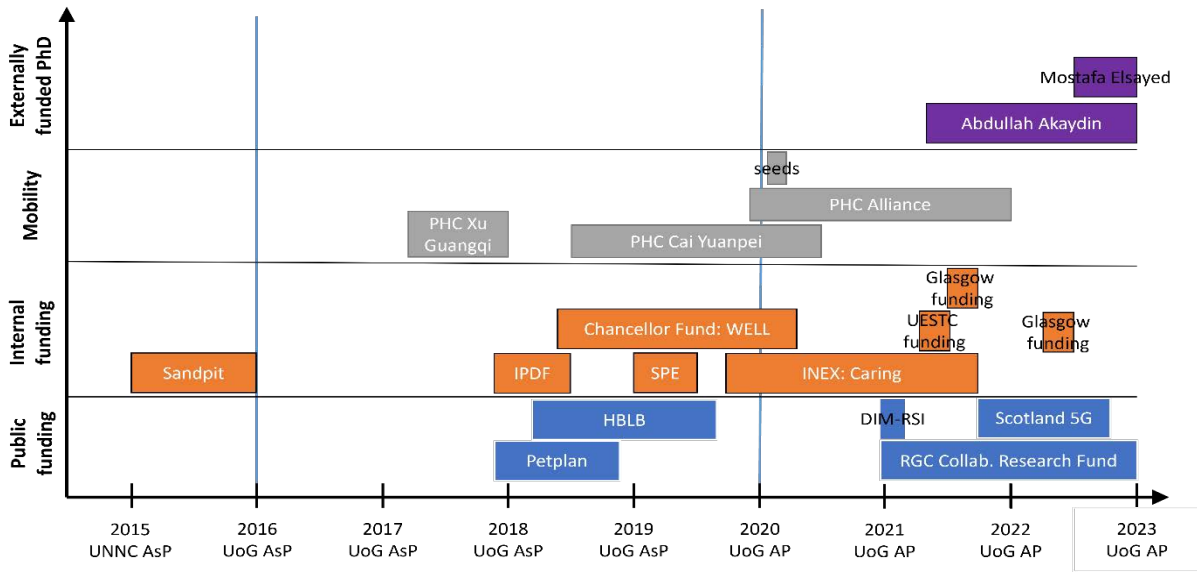 Externally
funded PhD
Mostafa Elsayed
Abdullah Akaydin
Mobility
seeds
PHC Alliance
PHC Xu
Guangqi
PHC Cai Yuanpei
Internal
funding
Glasgow
funding
Chancellor Fund: WELL
UESTC
funding
Glasgow
funding
Sandpit
IPDF
SPE
INEX: Caring
Public
funding
HBLB
DIM-RSI
Scotland 5G
Petplan
RGC Collab. Research Fund
2015 2016 2017 2018 2019 2020 2021 2022 2023
UNNC AsP UoG AsP UoG AsP UoG AsP UoG AsP UoG AP UoG AP UoG AP UoG AP